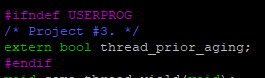 #ifndef USERPROG
/* Project #3. */
extern bool thread_prior_aging;
#endif